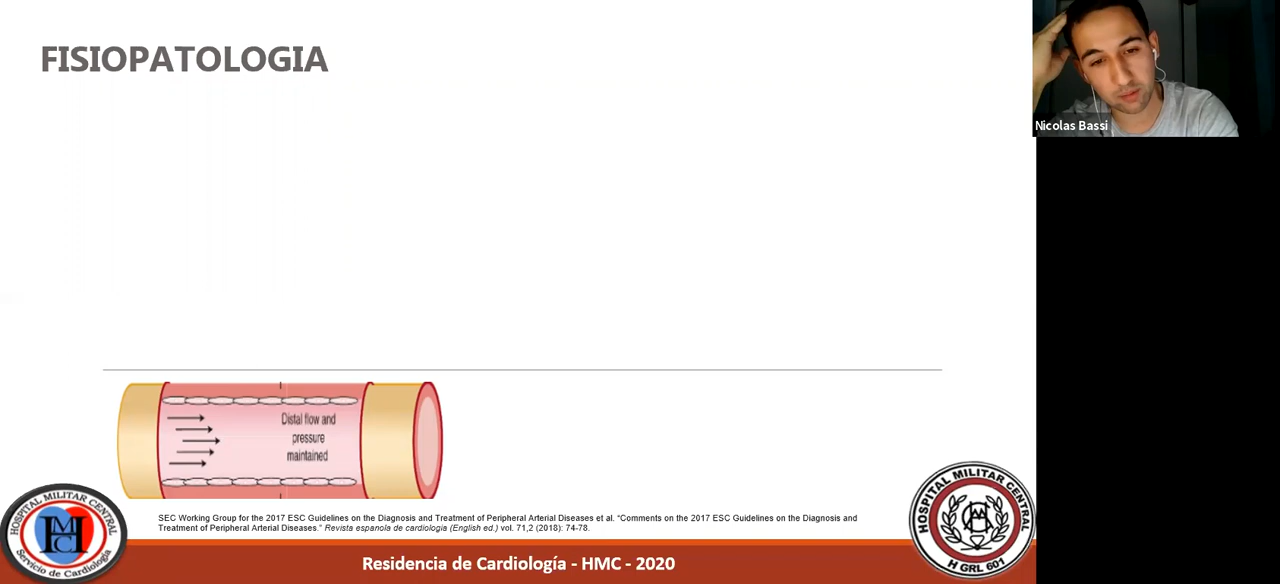 FISIOPATOLOGIA
Nicolas Bassi
Distal flow and
pressure
maintained
SEC Working Group for the 2017 ESC Guidelines on the Diagnosis and Treatment of Peripheral Arterial Diseases et al. “Comments on the 2017 ESC Guidelines on the Diagnosis and
Treatment of Peripheral Arterial Diseases.” Revista espanola de cardiologia (English ed.) vol. 71,2 (2018): 74-78.
HOSPITAL MILITAR CENTRAL
HMC
Servicio de Cardiología
HOSPITAL MILITAR CENTRAL
H GRL 601
Residencia de Cardiología - HMC - 2020